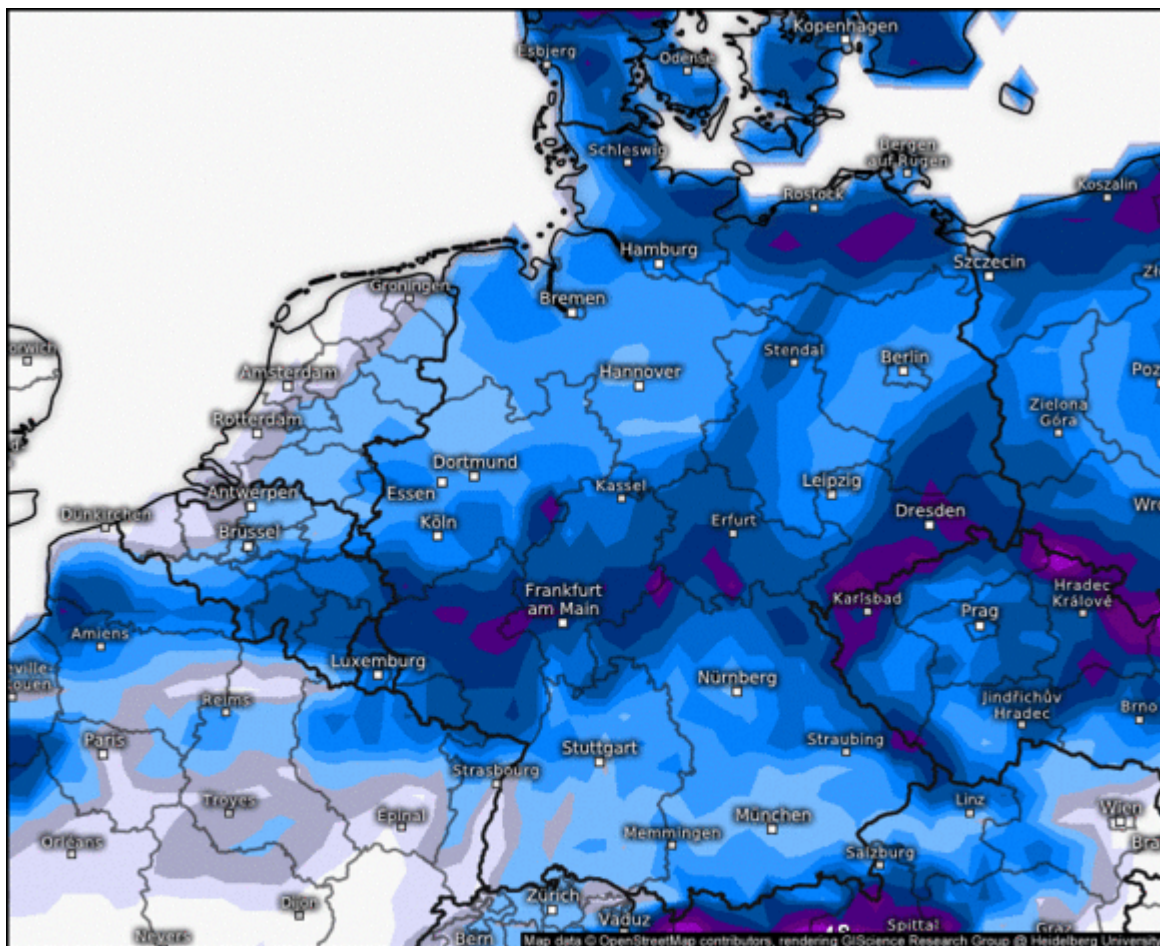 Kopenhagen
Esbjerg
Odense
Schleswig
Bergen
auf Rügen
Koszalin
Rostock
Hamburg
Szczecin
Groningen
Bremen
Stendal
Berlin
Amsterdam
Hannover
Rotterdam
Zielona
Góra
Dortmund
Essen
Kassel
Leipzig
Antwerpen
Dünkirchen
Brüssel
Köln
Erfurt
Dresden
Frankfurt
am Main
Karlsbad
Prag
Hradec
Králové
Amiens
Luxemburg
Reims
Nürnberg
Jindřichův
Hradec
Brno
Paris
Stuttgart
Straubing
Strasbourg
Troyes
Épinal
Linz
Wien
Orléans
Memmingen
München
Salzburg
Dijon
Zürich
Vaduz
Spittal
Graz
Nevers
Bern
Map data © OpenStreetMap contributors, rendering GIScience Research Group @ Heidelberg Universi